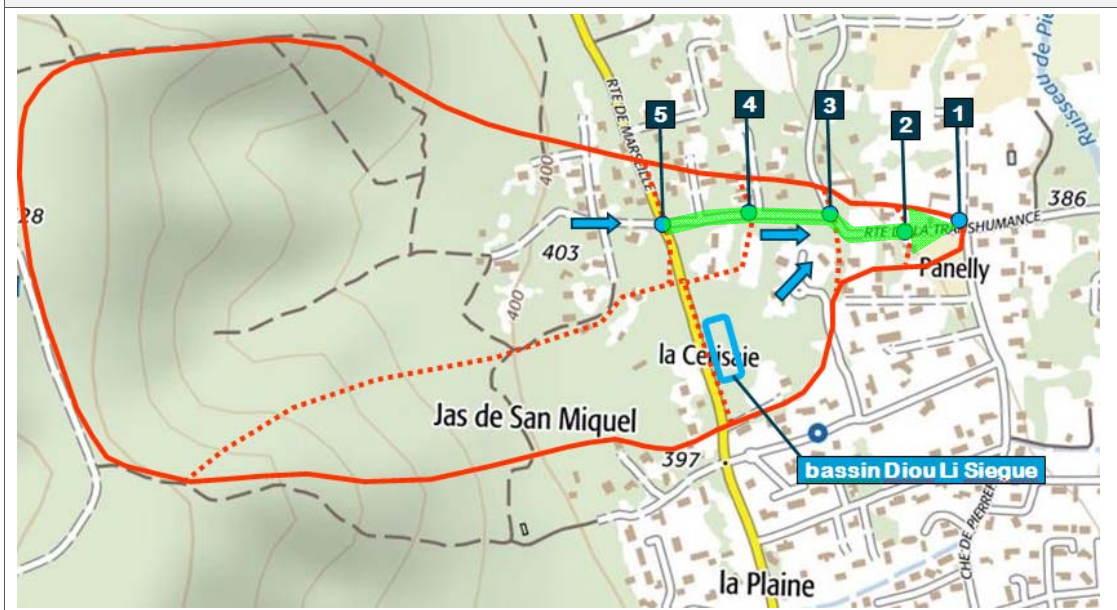 RTE DE MARSEILLE
Ruisseau de Pie
5
4
3
2
1
400
28
386
RTE DE LA TRANSHUMANCE
403
Panelly
400
la Cerisaie
Jas de San Miquel
397
bassin Diou Li Siegue
CHE DE PIERRE
la Plaine